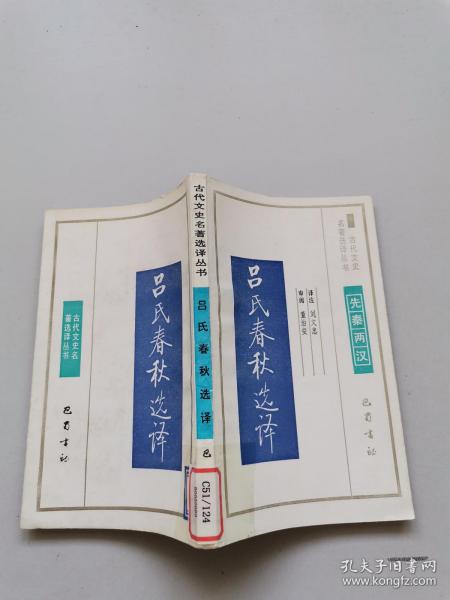 古代文史
名著选译丛书
先秦两汉
译注 刘文忠
审阅 董治安
吕氏春秋选译
巴蜀书社
古代文史名著选译丛书
吕氏春秋选译
巴
C51/124
吕氏春秋选译
古代文史名
著选译丛书
巴蜀书社
孔夫子旧书网
www.kongfz.com